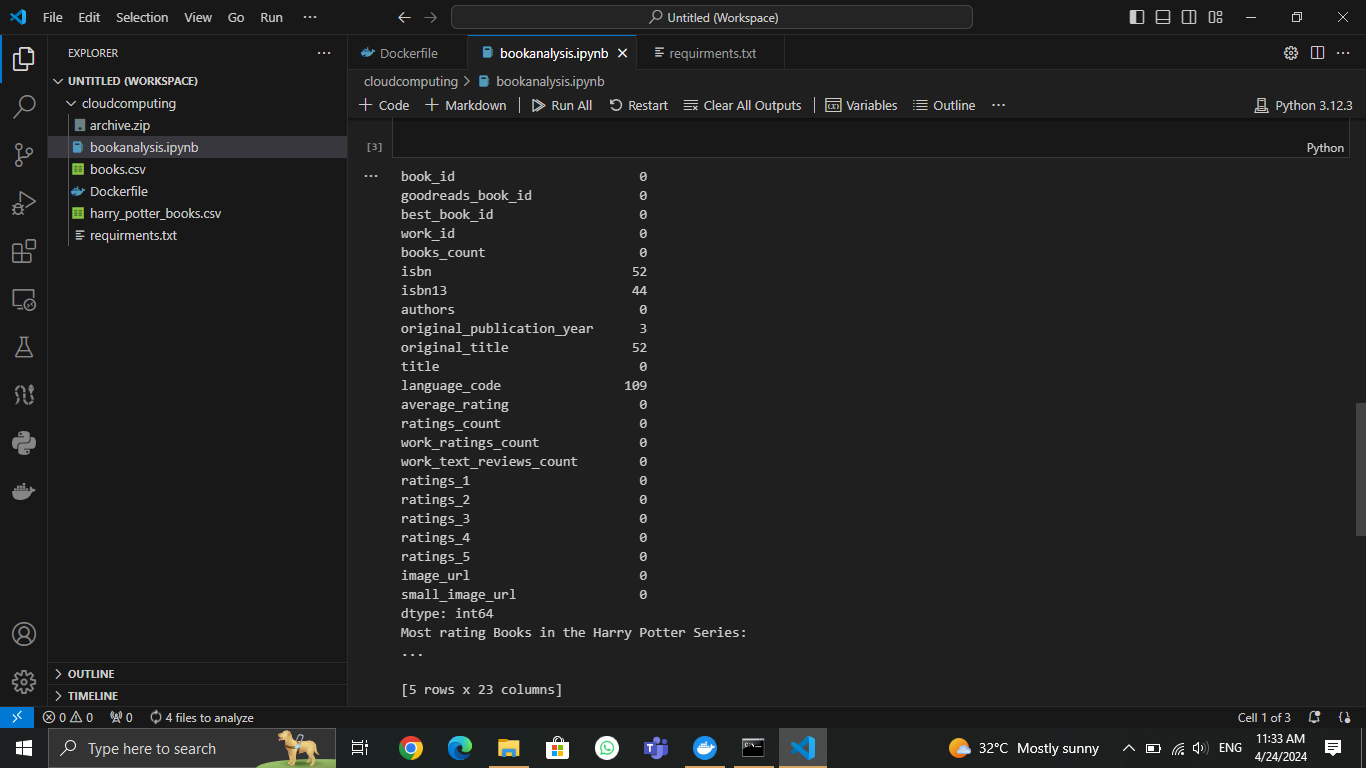 File Edit Selection View Go Run ··· Untitled (Workspace)
EXPLORER ···
UNTITLED (WORKSPACE)
cloudcomputing
archive.zip
bookanalysis.ipynb
books.csv
Dockerfile
harry_potter_books.csv
requirments.txt
OUTLINE
TIMELINE
Dockerfile bookanalysis.ipynb requirments.txt ···
cloudcomputing > bookanalysis.ipynb
+ Code + Markdown Run All Restart Clear All Outputs Variables Outline ··· Python 3.12.3
[3] Python
···
book_id 0
goodreads_book_id 0
best_book_id 0
work_id 0
books_count 0
isbn 52
isbn13 44
authors 0
original_publication_year 3
original_title 52
title 0
language_code 109
average_rating 0
ratings_count 0
work_ratings_count 0
work_text_reviews_count 0
ratings_1 0
ratings_2 0
ratings_3 0
ratings_4 0
ratings_5 0
image_url 0
small_image_url 0
dtype: int64
Most rating Books in the Harry Potter Series:
...
[5 rows x 23 columns]
0 0 0 4 files to analyze Cell 1 of 3
Type here to search 32°C Mostly sunny ENG 11:33 AM
4/24/2024